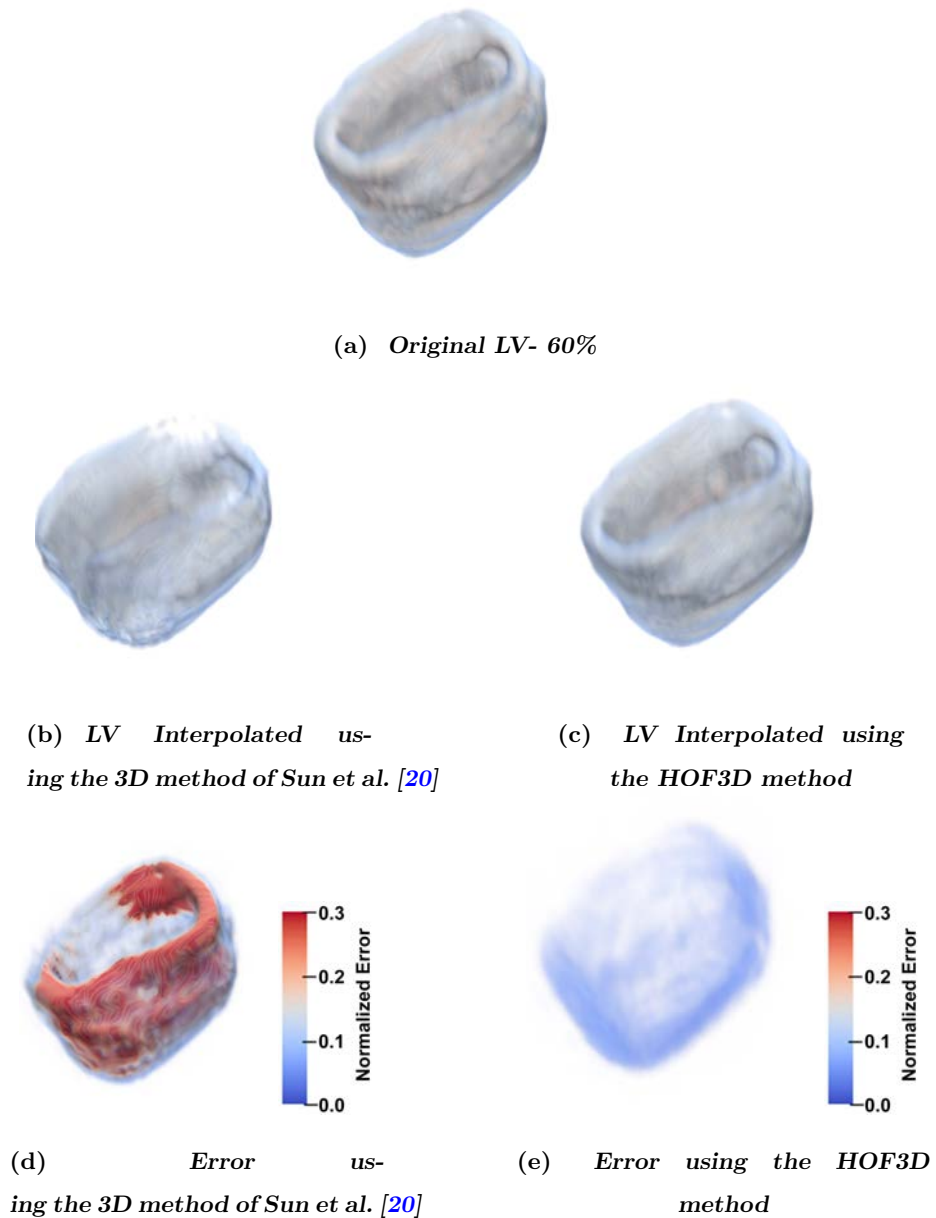 (a) Original LV- 60%
(b) LV Interpolated us-
ing the 3D method of Sun et al. [20]
(c) LV Interpolated using
the HOF3D method
0.3
0.2
0.1
0.0
Normalized Error
0.3
0.2
0.1
0.0
Normalized Error
(d) Error us-
ing the 3D method of Sun et al. [20]
(e) Error using the HOF3D
method